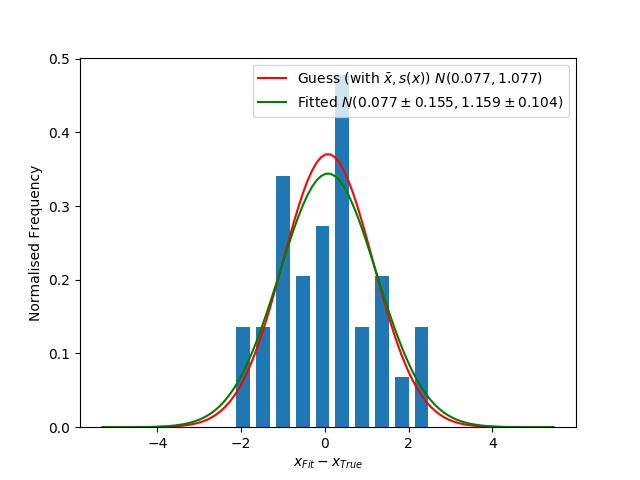 0.5
0.4
0.3
0.2
0.1
0.0
Normalised Frequency
Guess (with x̄, s(x)) N(0.077, 1.077)
Fitted N(0.077 ± 0.155, 1.159 ± 0.104)
−4 −2 0 2 4
x_Fit − x_True